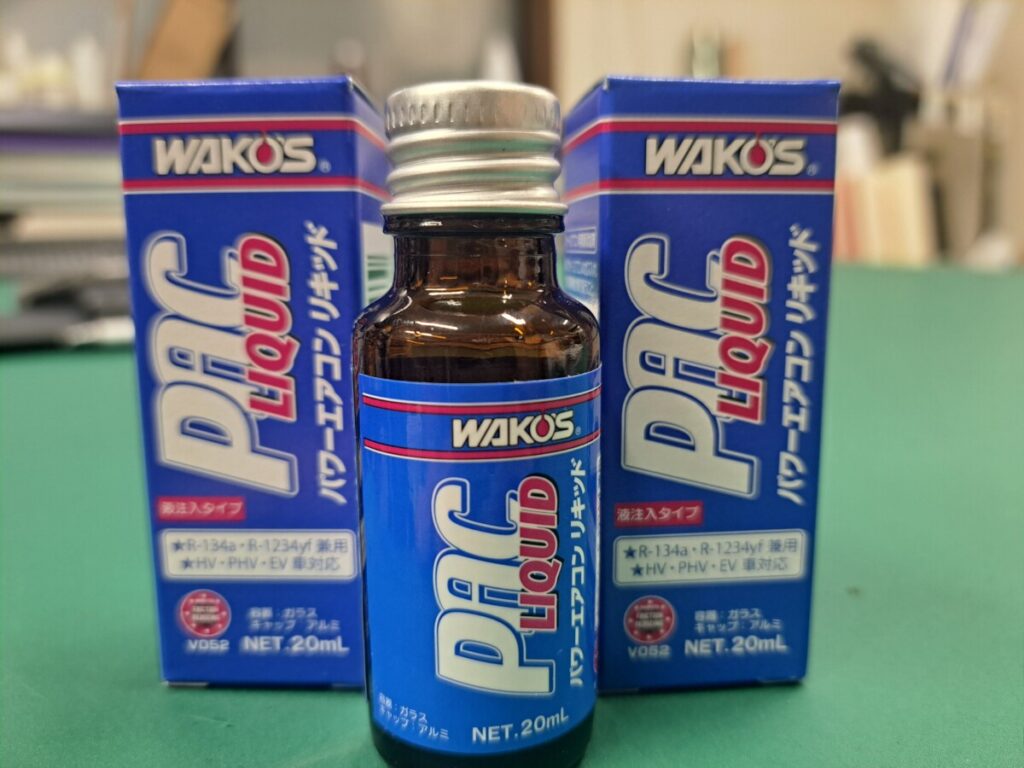 WAKO'S
PAC
LIQUID
パワーエアコン リキッド
液注入タイプ
★R-134a・R-1234yf 兼用
★HV・PHV・EV 車対応
容器：ガラス
キャップ：アルミ
V052
NET.20mL
WAKO'S
PAC
LIQUID
パワーエアコン リキッド
容器：ガラス
キャップ：アルミ
NET.20mL
WAKO'S
PAC
LIQUID
パワーエアコン リキッド
液注入タイプ
★R-134a・R-1234yf 兼用
★HV・PHV・EV 車対応
容器：ガラス
キャップ：アルミ
V052
NET.20mL